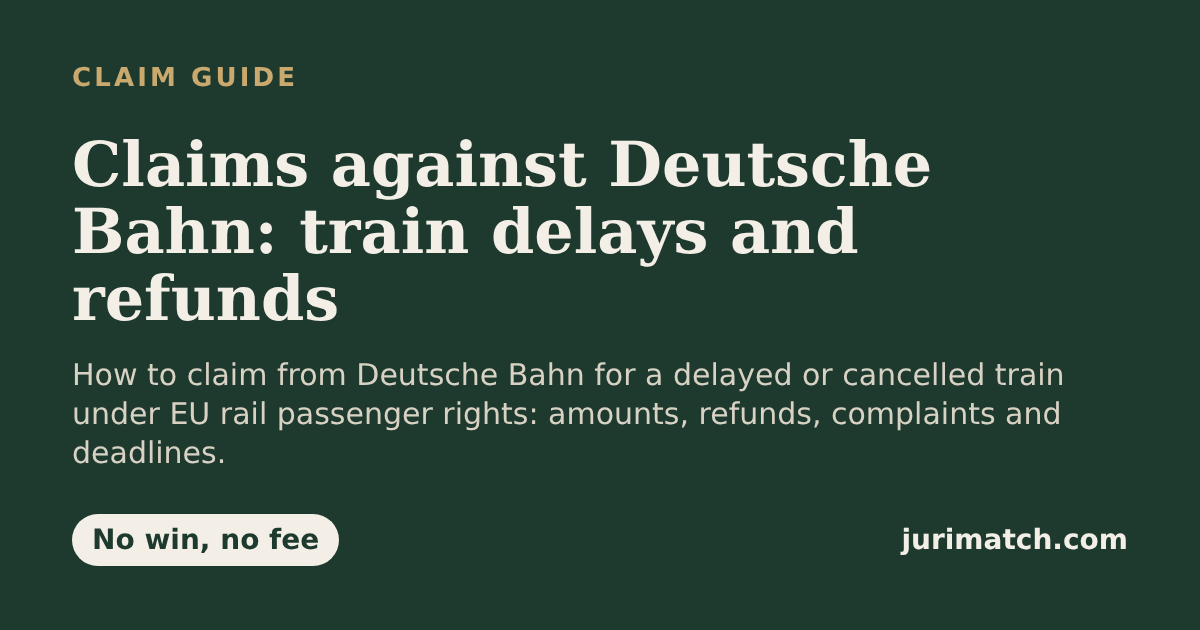 CLAIM GUIDE
Claims against Deutsche
Bahn: train delays and
refunds
How to claim from Deutsche Bahn for a delayed or cancelled train
under EU rail passenger rights: amounts, refunds, complaints and
deadlines.
No win, no fee
jurimatch.com